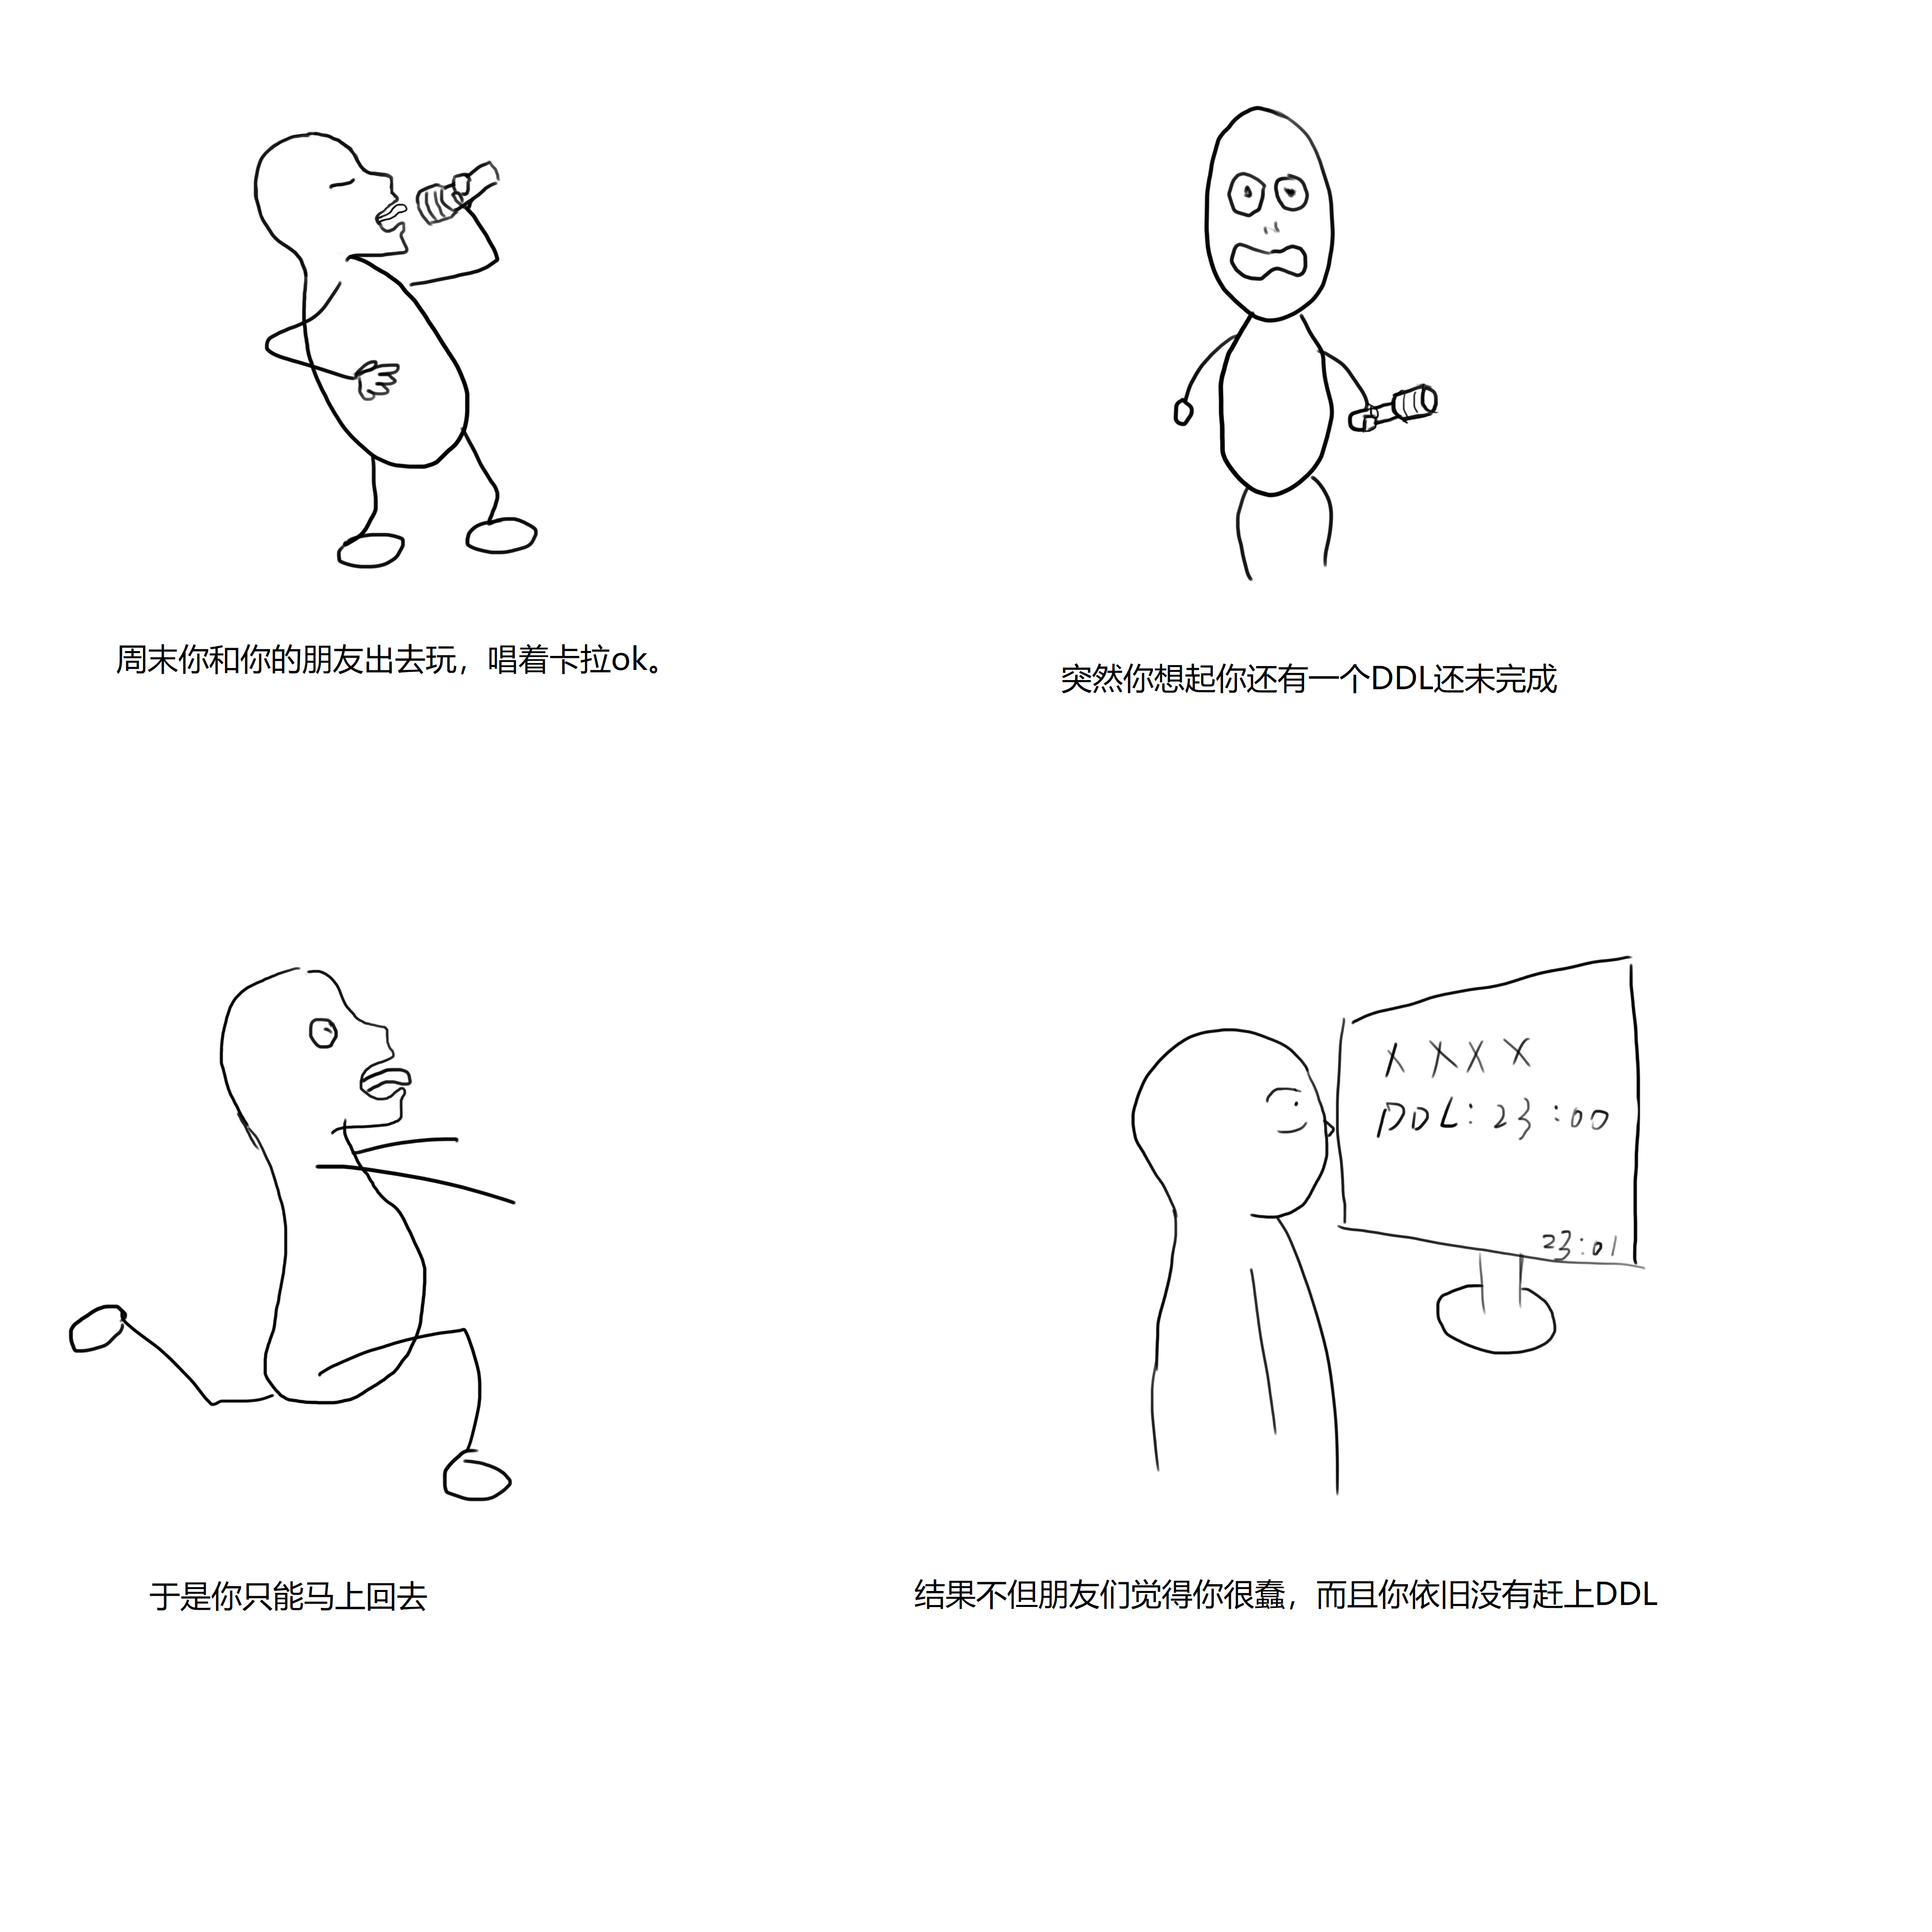 周末你和你的朋友出去玩，唱着卡拉ok。
突然你想起你还有一个DDL还未完成
于是你只能马上回去
X XXX
DDL:23:00
23:01
结果不但朋友们觉得你很蠢，而且你依旧没有赶上DDL